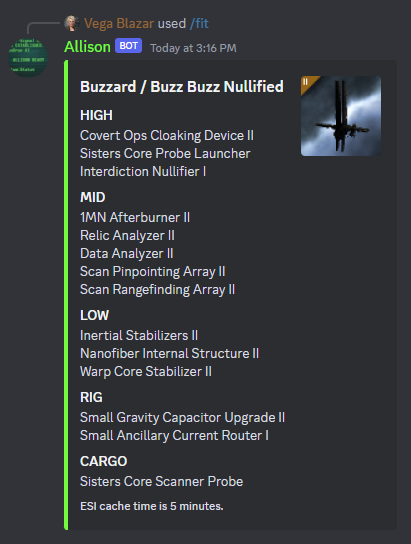 Vega Blazar used /fit
Allison BOT Today at 3:16 PM
Buzzard / Buzz Buzz Nullified
II
HIGH
Covert Ops Cloaking Device II
Sisters Core Probe Launcher
Interdiction Nullifier I
MID
1MN Afterburner II
Relic Analyzer II
Data Analyzer II
Scan Pinpointing Array II
Scan Rangefinding Array II
LOW
Inertial Stabilizers II
Nanofiber Internal Structure II
Warp Core Stabilizer II
RIG
Small Gravity Capacitor Upgrade II
Small Ancillary Current Router I
CARGO
Sisters Core Scanner Probe
ESI cache time is 5 minutes.